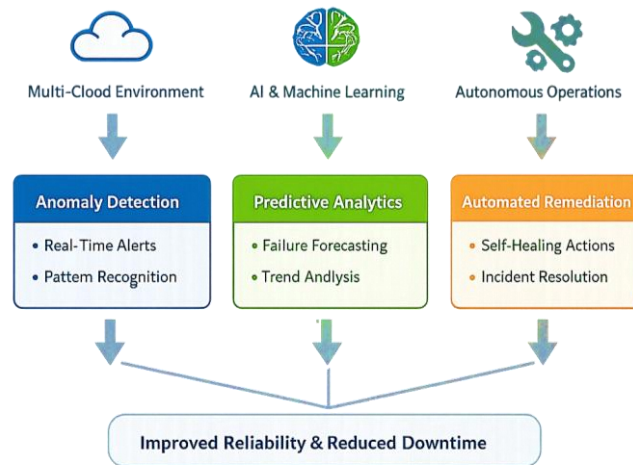 Multi-Clood Environment
AI & Machine Learning
Autonomous Operations
Anomaly Detection
• Real-Time Alerts
• Pattem Recognition
Predictive Analytics
• Failure Forecasting
• Trend Andlysis
Automated Remediation
• Self-Healing Actions
• Incident Resolution
Improved Reliability & Reduced Downtime